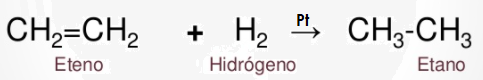 CH₂=CH₂ + H₂ Pt → CH₃-CH₃
Eteno Hidrógeno Etano